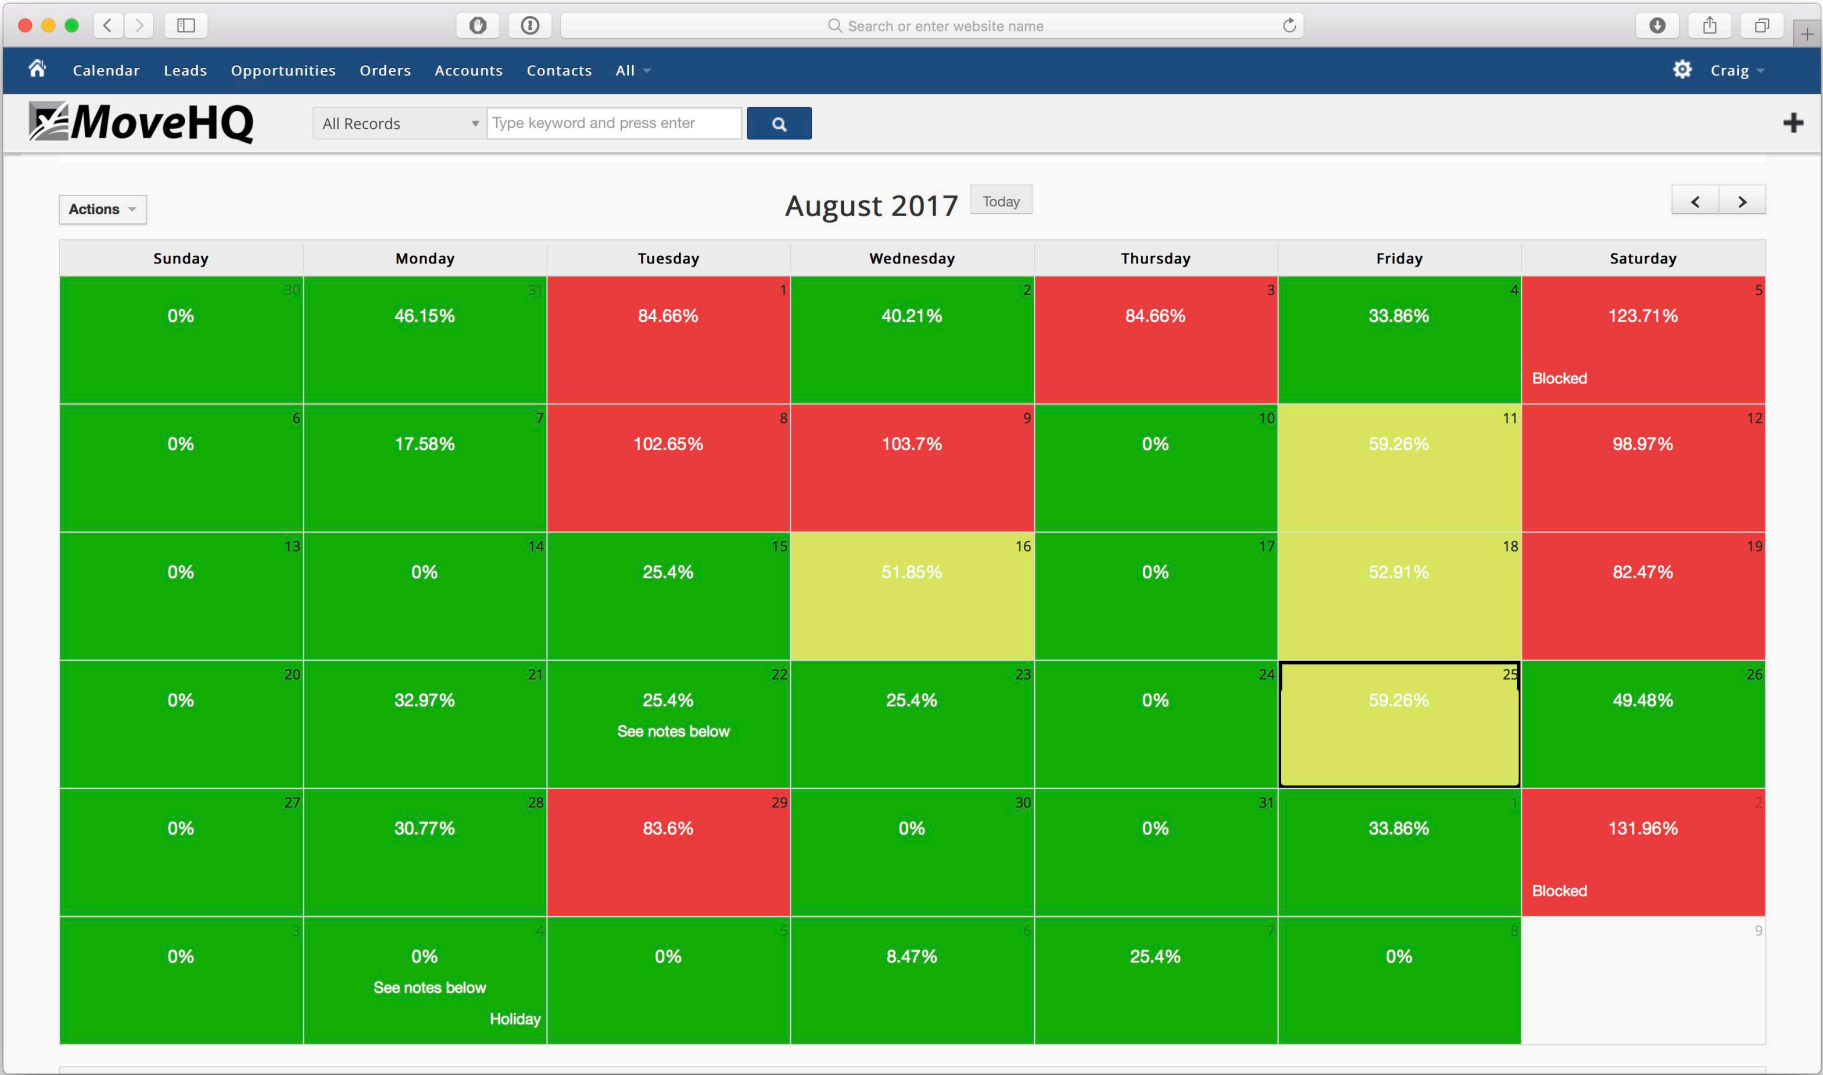 Search or enter website name
Calendar Leads Opportunities Orders Accounts Contacts All Craig
MoveHQ All Records Type keyword and press enter
Actions August 2017 Today
Sunday Monday Tuesday Wednesday Thursday Friday Saturday
30 31 1 2 3 4 5
0% 46.15% 84.66% 40.21% 84.66% 33.86% 123.71%
Blocked
6 7 8 9 10 11 12
0% 17.58% 102.65% 103.7% 0% 59.26% 98.97%
13 14 15 16 17 18 19
0% 0% 25.4% 51.85% 0% 52.91% 82.47%
20 21 22 23 24 25 26
0% 32.97% 25.4% 25.4% 0% 59.26% 49.48%
See notes below
27 28 29 30 31 1 2
0% 30.77% 83.6% 0% 0% 33.86% 131.96%
Blocked
3 4 5 6 7 8 9
0% 0% 0% 8.47% 25.4% 0%
See notes below
Holiday